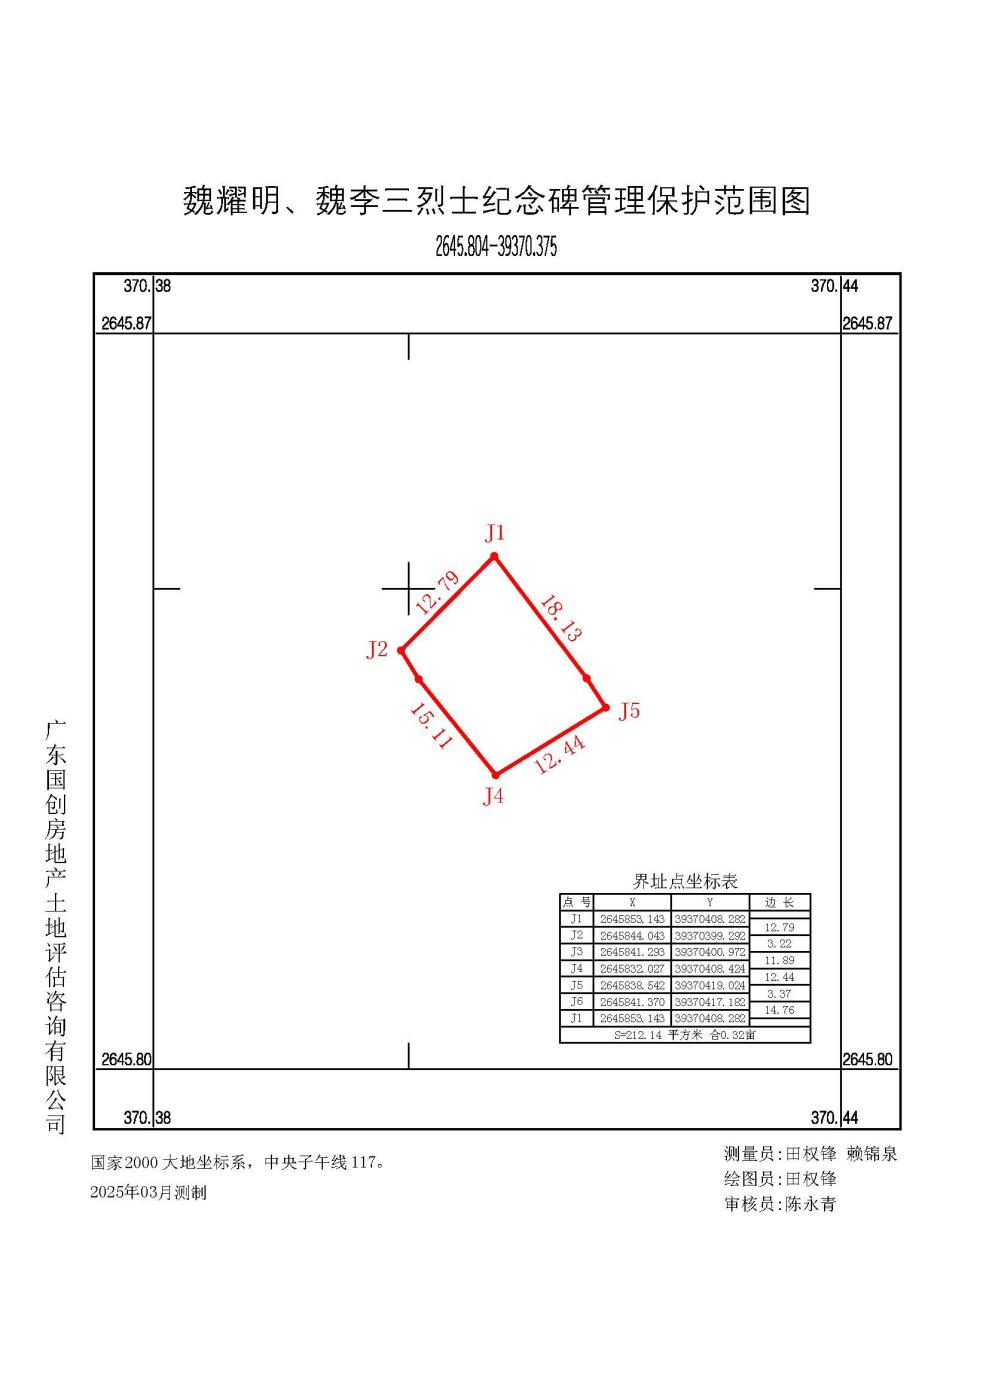 魏耀明、魏李三烈士纪念碑管理保护范围图
2645.804-39370.375
370.38 370.44
2645.87 2645.87
J1
12.79
18.13
J2
J5
15.11
12.44
J4
广东国创房地产土地评估咨询有限公司
界址点坐标表
点 号 X Y 边 长
J1 2645853.143 39370408.282
12.79
J2 2645844.043 39370399.292
3.22
J3 2645841.293 39370400.972
11.89
J4 2645832.027 39370408.424
12.44
J5 2645838.542 39370419.024
3.37
J6 2645841.370 39370417.182
14.76
J1 2645853.143 39370408.282
S=212.14 平方米 合0.32亩
2645.80 2645.80
370.38 370.44
国家2000大地坐标系，中央子午线117。
2025年03月测制
测量员:田权锋 赖锦泉
绘图员:田权锋
审核员:陈永青